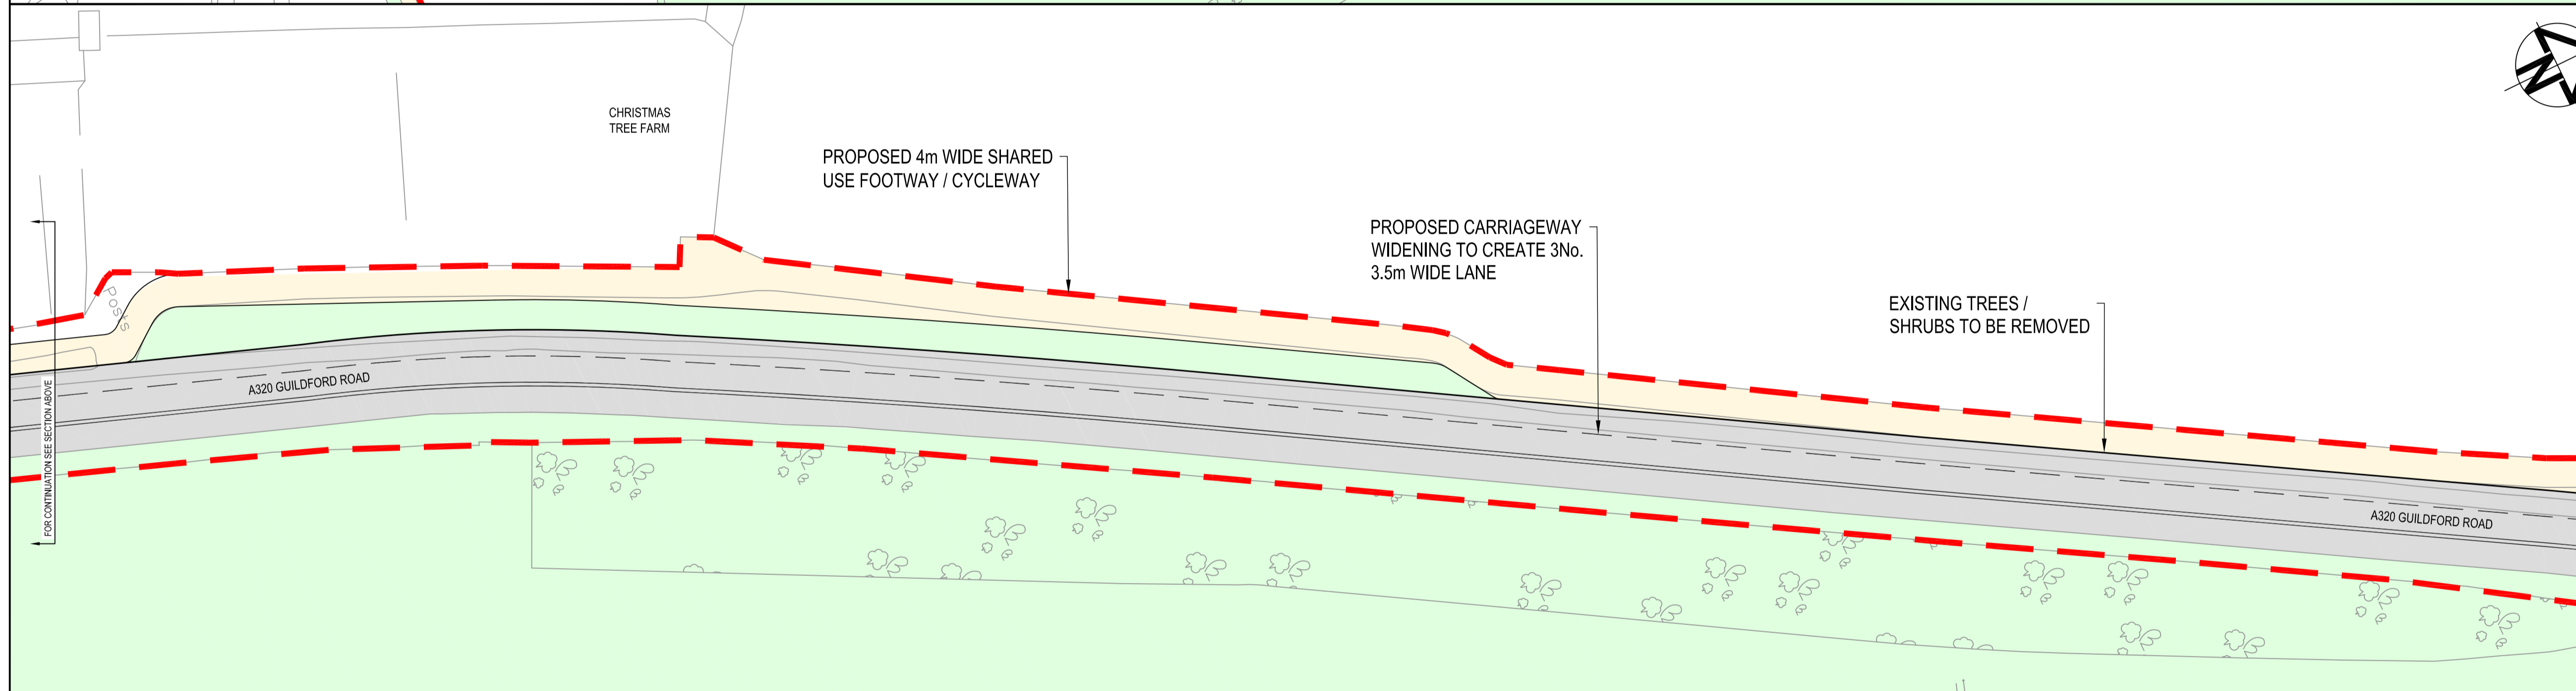 CHRISTMAS
TREE FARM
PROPOSED 4m WIDE SHARED
USE FOOTWAY / CYCLEWAY
PROPOSED CARRIAGEWAY
WIDENING TO CREATE 3No.
3.5m WIDE LANE
EXISTING TREES /
SHRUBS TO BE REMOVED
Posts
A320 GUILDFORD ROAD
A320 GUILDFORD ROAD
FOR CONTINUATION SEE SECTION ABOVE
N